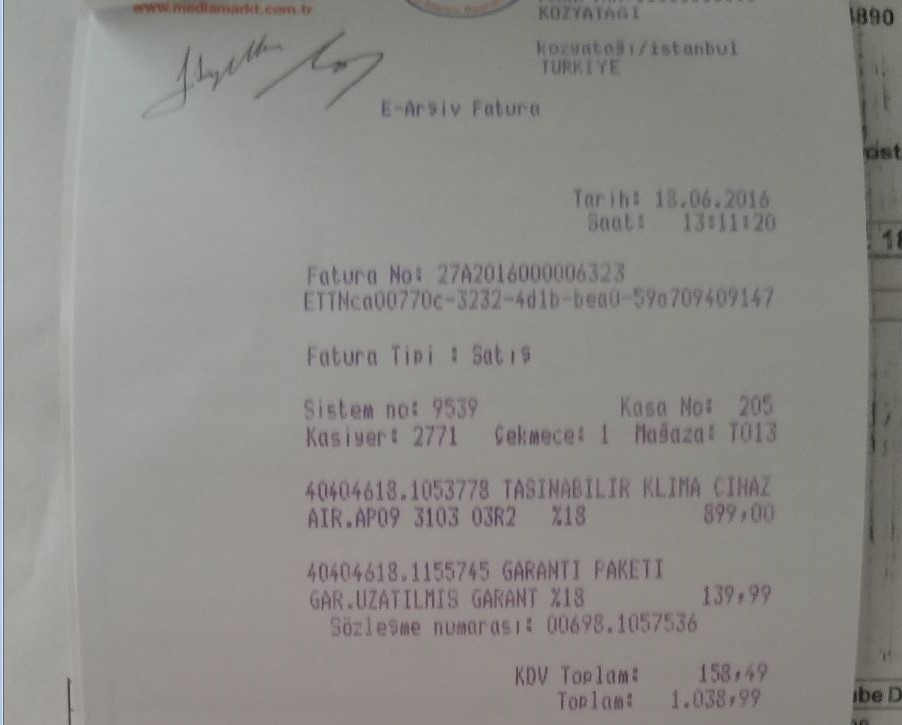 www.mediamarkt.com.tr
KOZYATAGI
kozyatağı/istanbul
TURKIYE
E-Arşiv Fatura
Tarih: 18.06.2016
Saat: 13:11:20
Fatura No: 27A2016000006323
ETTNca00770c-3232-4d1b-bea0-59a709409147
Fatura Tipi : Satış
Sistem no: 9539 Kasa No: 205
Kasiyer: 2771 Çekmece: 1 Mağaza: T013
40404618.1053778 TASINABILIR KLIMA CIHAZ
AIR.AP09 3103 03R2 %18 899,00
40404618.1155745 GARANTI PAKETI
GAR.UZATILMIS GARANT %18 139,99
Sözleşme numarası: 00698.1057536
KDV Toplam: 158,49
Toplam: 1.038,99
4890
18